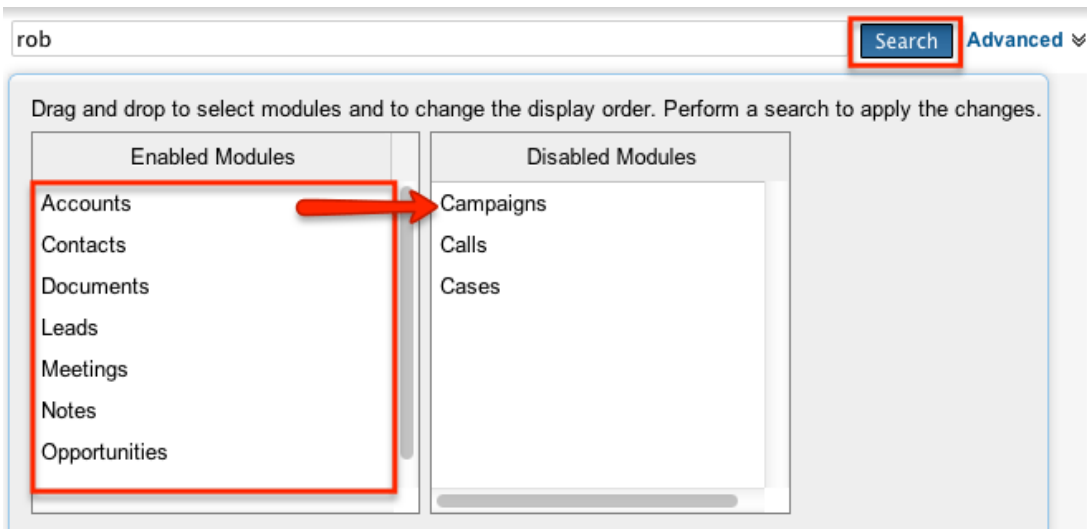 rob
Search
Advanced
Drag and drop to select modules and to change the display order. Perform a search to apply the changes.
Enabled Modules
Disabled Modules
Accounts
Contacts
Documents
Leads
Meetings
Notes
Opportunities
Campaigns
Calls
Cases